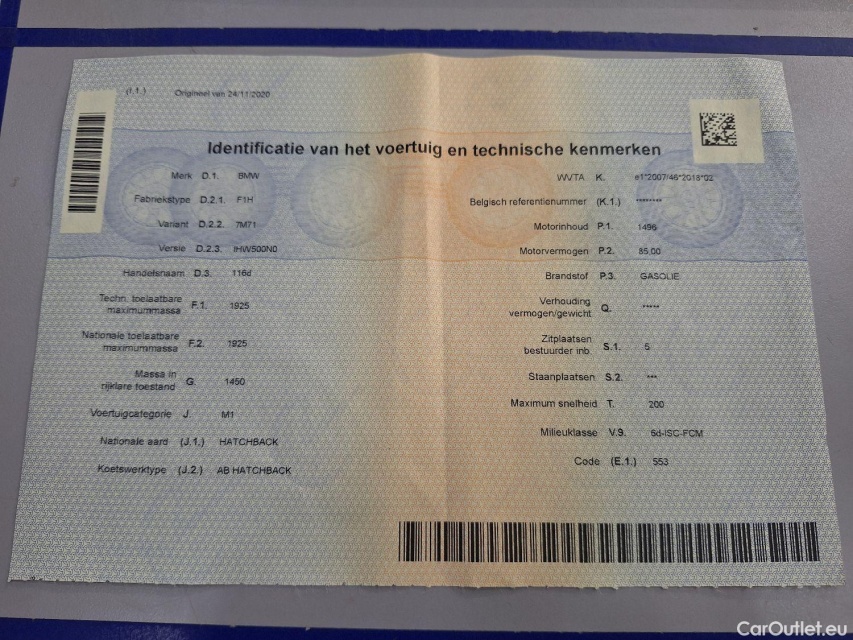 (I.1.) Origineel van 24/11/2020
Identificatie van het voertuig en technische kenmerken
Merk D.1. BMW
Fabriekstype D.2.1. F1H
Variant D.2.2. 7M71
Versie D.2.3. IHW500N0
Handelsnaam D.3. 116d
Techn. toelaatbare
maximummassa F.1. 1925
Nationale toelaatbare
maximummassa F.2. 1925
Massa in
rijklare toestand G. 1450
Voertuigcategorie J. M1
Nationale aard (J.1.) HATCHBACK
Koetswerktype (J.2.) AB HATCHBACK
WVTA K. e1*2007/46*2018*02
Belgisch referentienummer (K.1.) ********
Motorinhoud P.1. 1496
Motorvermogen P.2. 85,00
Brandstof P.3. GASOLIE
Verhouding
vermogen/gewicht Q. *****
Zitplaatsen
bestuurder inb. S.1. 5
Staanplaatsen S.2. ***
Maximum snelheid T. 200
Milieuklasse V.9. 6d-ISC-FCM
Code (E.1.) 553
CarOutlet.eu